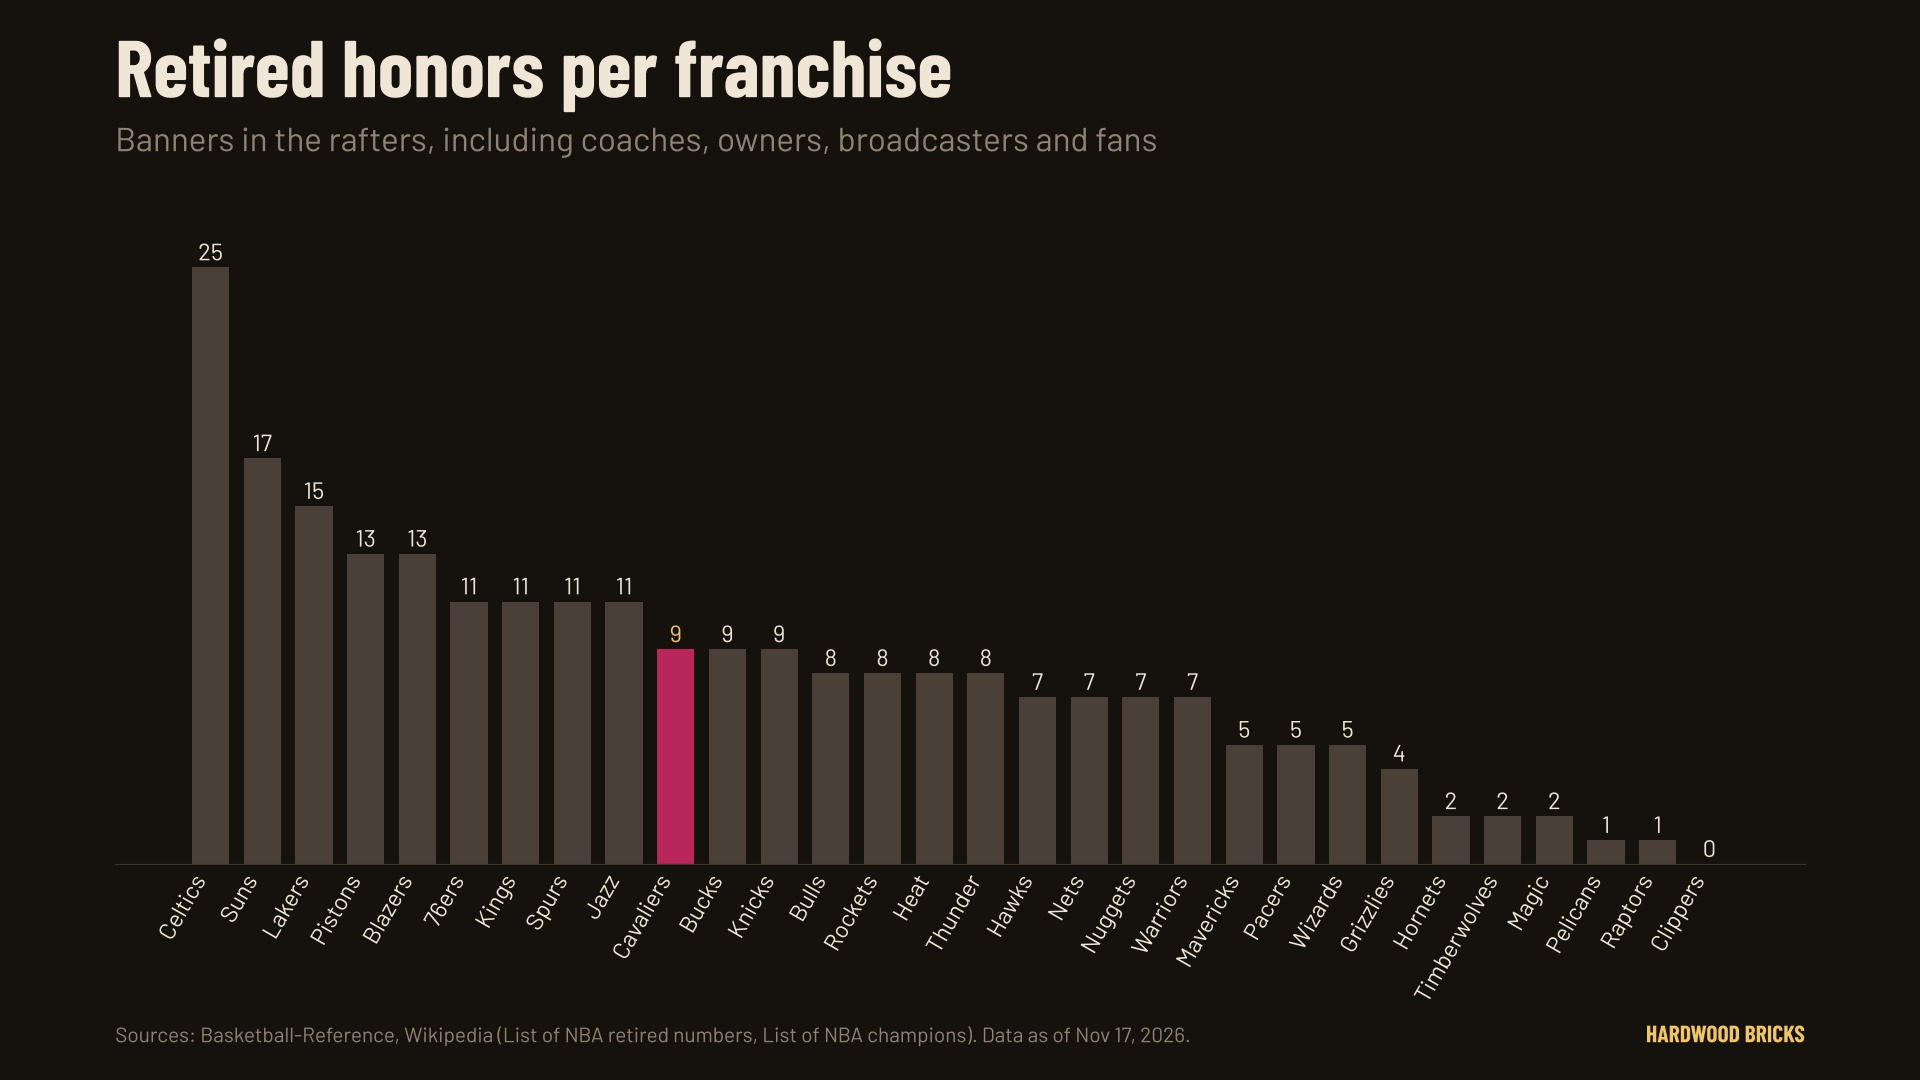 Retired honors per franchise
Banners in the rafters, including coaches, owners, broadcasters and fans
25
17
15
13
13
11
11
11
11
9
9
9
8
8
8
8
7
7
7
7
5
5
5
4
2
2
2
1
1
0
Celtics
Suns
Lakers
Pistons
Blazers
76ers
Kings
Spurs
Jazz
Cavaliers
Bucks
Knicks
Bulls
Rockets
Heat
Thunder
Hawks
Nets
Nuggets
Warriors
Mavericks
Pacers
Wizards
Grizzlies
Hornets
Timberwolves
Magic
Pelicans
Raptors
Clippers
Sources: Basketball-Reference, Wikipedia (List of NBA retired numbers, List of NBA champions). Data as of Nov 17, 2026.
HARDWOOD BRICKS